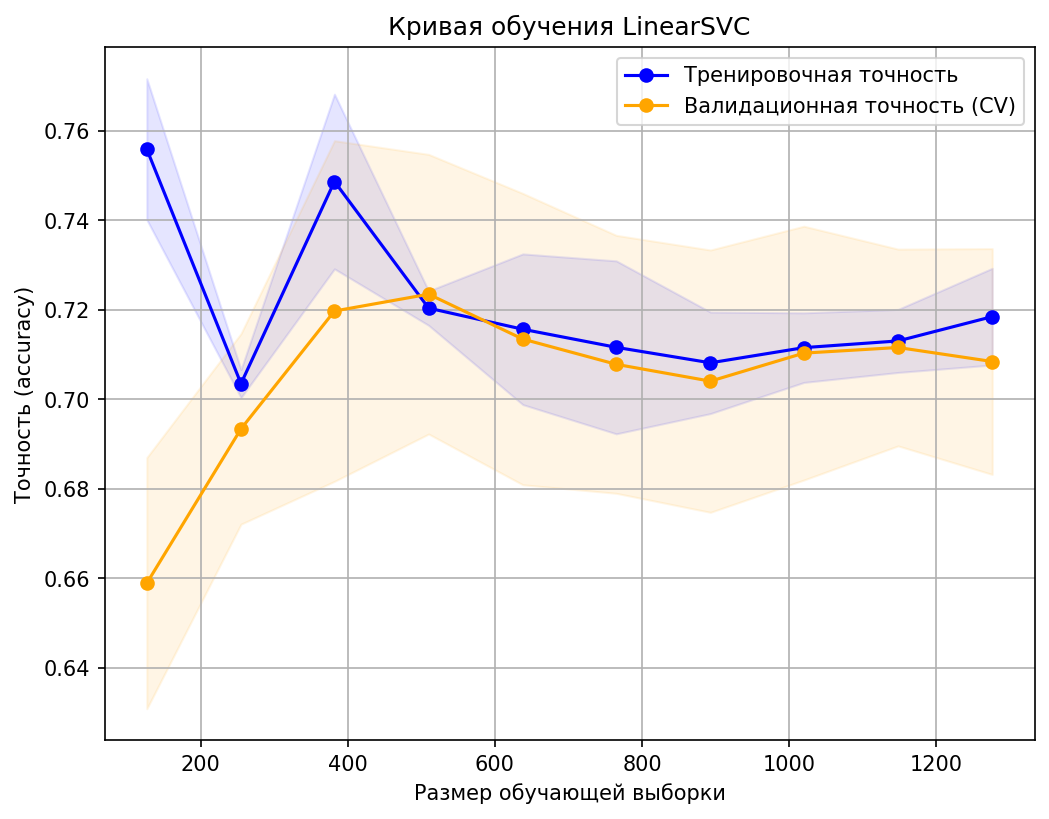 Кривая обучения LinearSVC
Тренировочная точность
Валидационная точность (CV)
Точность (accuracy)
0.76
0.74
0.72
0.70
0.68
0.66
0.64
200 400 600 800 1000 1200
Размер обучающей выборки